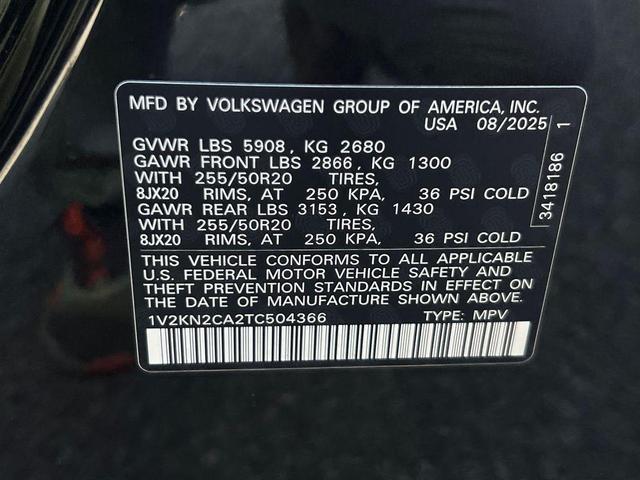 MFD BY VOLKSWAGEN GROUP OF AMERICA, INC.
USA 08/2025
GVWR LBS 5908, KG 2680
GAWR FRONT LBS 2866, KG 1300
WITH 255/50R20 TIRES,
8JX20 RIMS, AT 250 KPA, 36 PSI COLD
GAWR REAR LBS 3153, KG 1430
WITH 255/50R20 TIRES,
8JX20 RIMS, AT 250 KPA, 36 PSI COLD
THIS VEHICLE CONFORMS TO ALL APPLICABLE
U.S. FEDERAL MOTOR VEHICLE SAFETY AND
THEFT PREVENTION STANDARDS IN EFFECT ON
THE DATE OF MANUFACTURE SHOWN ABOVE.
1V2KN2CA2TC504366 TYPE: MPV
3418186 1